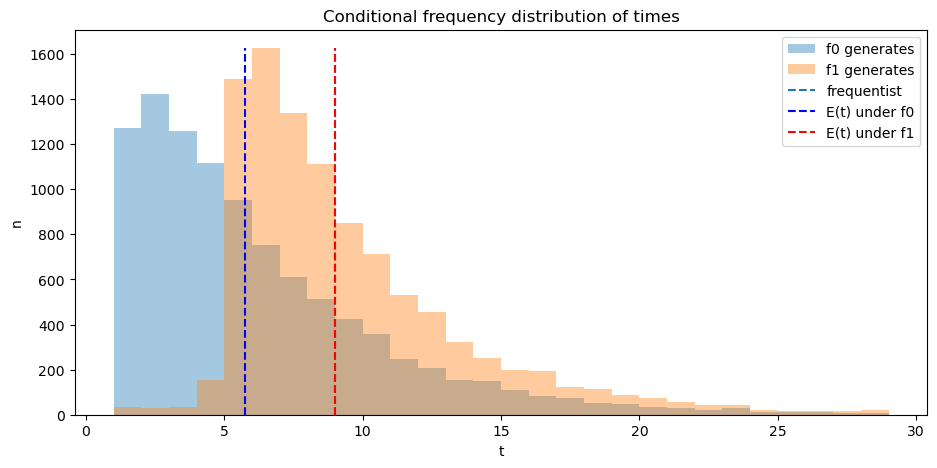 Conditional frequency distribution of times
f0 generates
f1 generates
frequentist
E(t) under f0
E(t) under f1
1600
1400
1200
1000
800
600
400
200
0
n
0 5 10 15 20 25 30
t